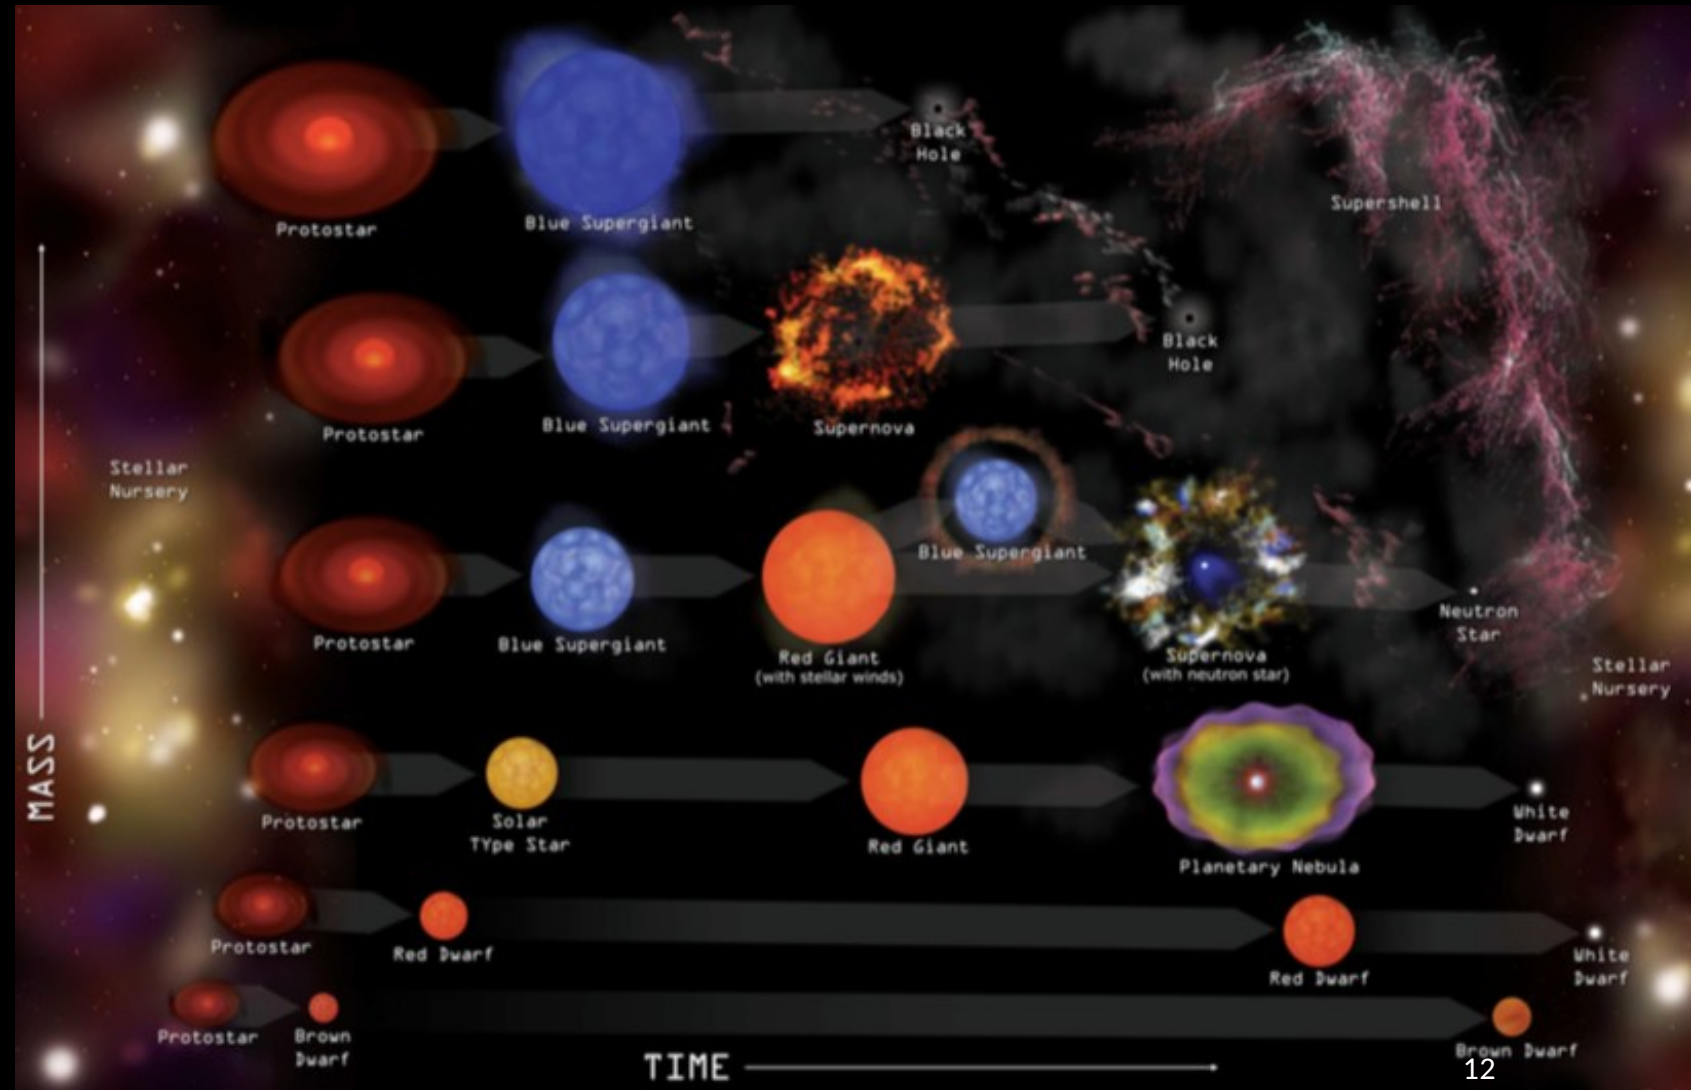 Protostar
Blue Supergiant
Black
Hole
Supershell
Protostar
Blue Supergiant
Supernova
Black
Hole
Stellar
Nursery
Protostar
Blue Supergiant
Red Giant
(with stellar winds)
Blue Supergiant
Supernova
(with neutron star)
Neutron
Star
Stellar
Nursery
MASS
Protostar
Solar
TYpe Star
Red Giant
Planetary Nebula
White
Dwarf
Protostar
Red Dwarf
Red Dwarf
White
Dwarf
Protostar
Brown
Dwarf
Brown Dwarf
TIME
12